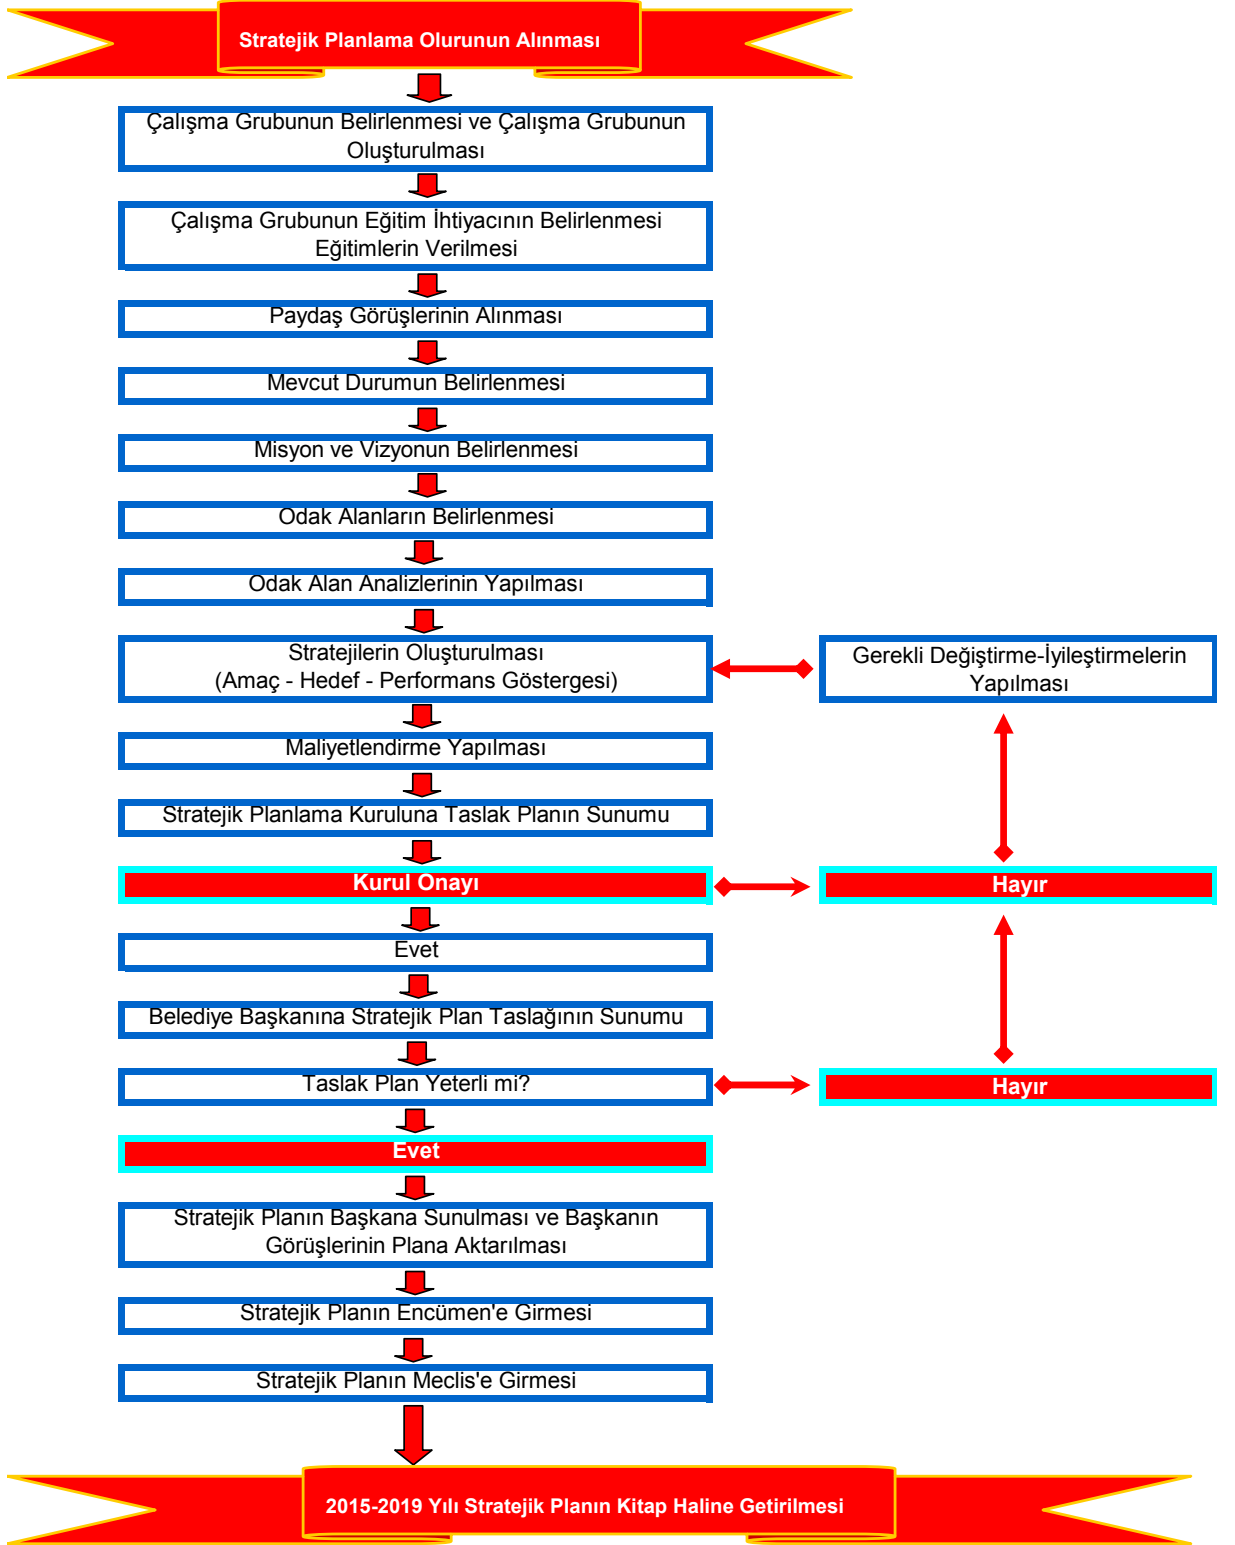 Stratejik Planlama Olurunun Alınması
Çalışma Grubunun Belirlenmesi ve Çalışma Grubunun
Oluşturulması
Çalışma Grubunun Eğitim İhtiyacının Belirlenmesi
Eğitimlerin Verilmesi
Paydaş Görüşlerinin Alınması
Mevcut Durumun Belirlenmesi
Misyon ve Vizyonun Belirlenmesi
Odak Alanların Belirlenmesi
Odak Alan Analizlerinin Yapılması
Stratejilerin Oluşturulması
(Amaç - Hedef - Performans Göstergesi)
Gerekli Değiştirme-İyileştirmelerin
Yapılması
Maliyetlendirme Yapılması
Stratejik Planlama Kuruluna Taslak Planın Sunumu
Kurul Onayı
Hayır
Evet
Belediye Başkanına Stratejik Plan Taslağının Sunumu
Taslak Plan Yeterli mi?
Hayır
Evet
Stratejik Planın Başkana Sunulması ve Başkanın
Görüşlerinin Plana Aktarılması
Stratejik Planın Encümen'e Girmesi
Stratejik Planın Meclis'e Girmesi
2015-2019 Yılı Stratejik Planın Kitap Haline Getirilmesi